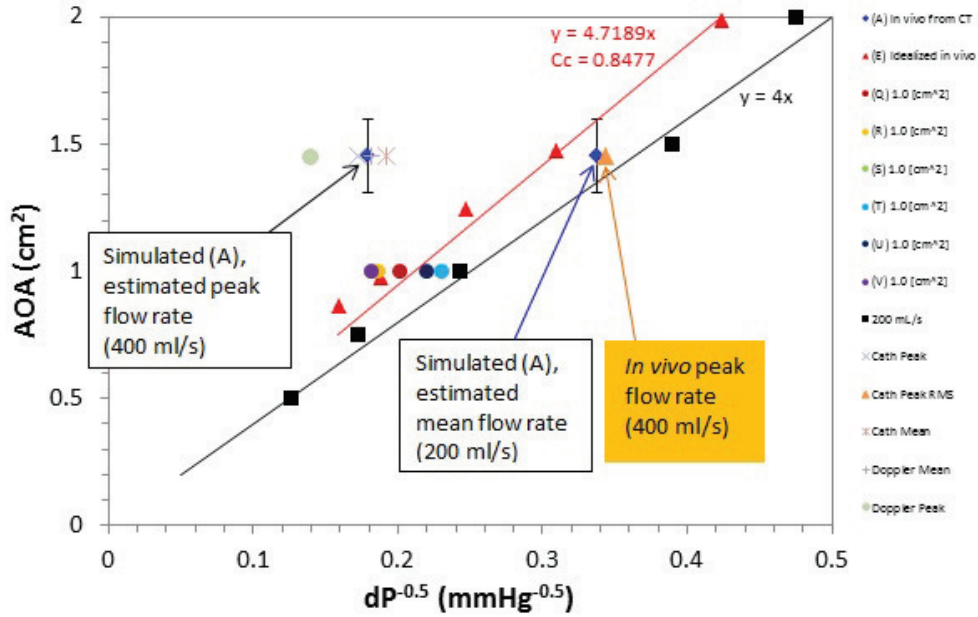 2
1.5
1
0.5
0
AOA (cm²)
0
0.1
0.2
0.3
0.4
0.5
dP⁻⁰·⁵ (mmHg⁻⁰·⁵)
y = 4.7189x
Cc = 0.8477
y = 4x
Simulated (A),
estimated peak
flow rate
(400 ml/s)
Simulated (A),
estimated
mean flow rate
(200 ml/s)
In vivo peak
flow rate
(400 ml/s)
(A) In vivo from CT
(E) Idealized in vivo
(Q) 1.0 [cm^2]
(R) 1.0 [cm^2]
(S) 1.0 [cm^2]
(T) 1.0[cm^2]
(U) 1.0 [cm^2]
(V) 1.0 [cm^2]
200 mL/s
Cath Peak
Cath Peak RMS
Cath Mean
Doppler Mean
Doppler Peak